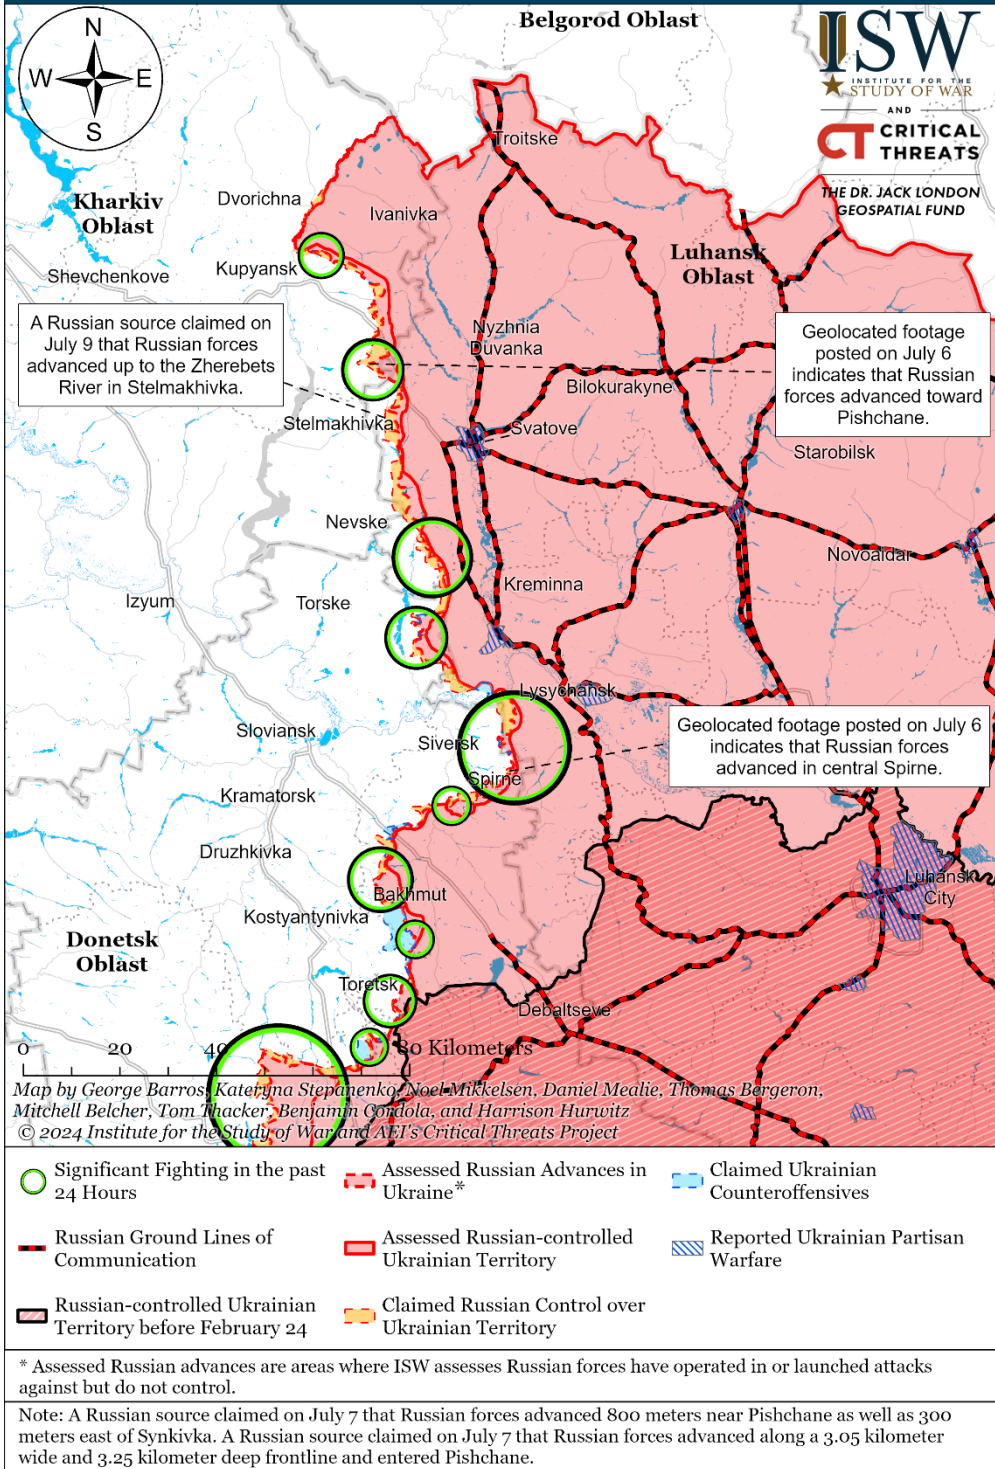 Belgorod Oblast
N
W
E
S
ISW
INSTITUTE FOR THE
STUDY OF WAR
AND
CT CRITICAL
THREATS
THE DR. JACK LONDON
GEOSPATIAL FUND
Troitske
Dvorichna
Kharkiv
Oblast
Ivanivka
Luhansk
Oblast
Shevchenkove
Kupyansk
A Russian source claimed on
July 9 that Russian forces
advanced up to the Zherebets
River in Stelmakhivka.
Nyzhnia
Duvanka
Geolocated footage
posted on July 6
indicates that Russian
forces advanced toward
Pishchane.
Bilokurakyne
Stelmakhivka
Svatove
Starobilsk
Nevske
Novoaidar
Kreminna
Izyum
Torske
Lysychansk
Sloviansk
Siversk
Geolocated footage posted on July 6
indicates that Russian forces
advanced in central Spirne.
Spirne
Kramatorsk
Druzhkivka
Bakhmut
Luhansk
City
Kostyantynivka
Donetsk
Oblast
Toretsk
Debaltseve
0 20 40 80 Kilometers
Map by George Barros, Kateryna Stepanenko, Noel Mikkelsen, Daniel Mealie, Thomas Bergeron,
Mitchell Belcher, Tom Thacker, Benjamin Cordola, and Harrison Hurwitz
© 2024 Institute for the Study of War and AEI's Critical Threats Project
Significant Fighting in the past
24 Hours
Assessed Russian Advances in
Ukraine*
Claimed Ukrainian
Counteroffensives
Russian Ground Lines of
Communication
Assessed Russian-controlled
Ukrainian Territory
Reported Ukrainian Partisan
Warfare
Russian-controlled Ukrainian
Territory before February 24
Claimed Russian Control over
Ukrainian Territory
* Assessed Russian advances are areas where ISW assesses Russian forces have operated in or launched attacks
against but do not control.
Note: A Russian source claimed on July 7 that Russian forces advanced 800 meters near Pishchane as well as 300
meters east of Synkivka. A Russian source claimed on July 7 that Russian forces advanced along a 3.05 kilometer
wide and 3.25 kilometer deep frontline and entered Pishchane.